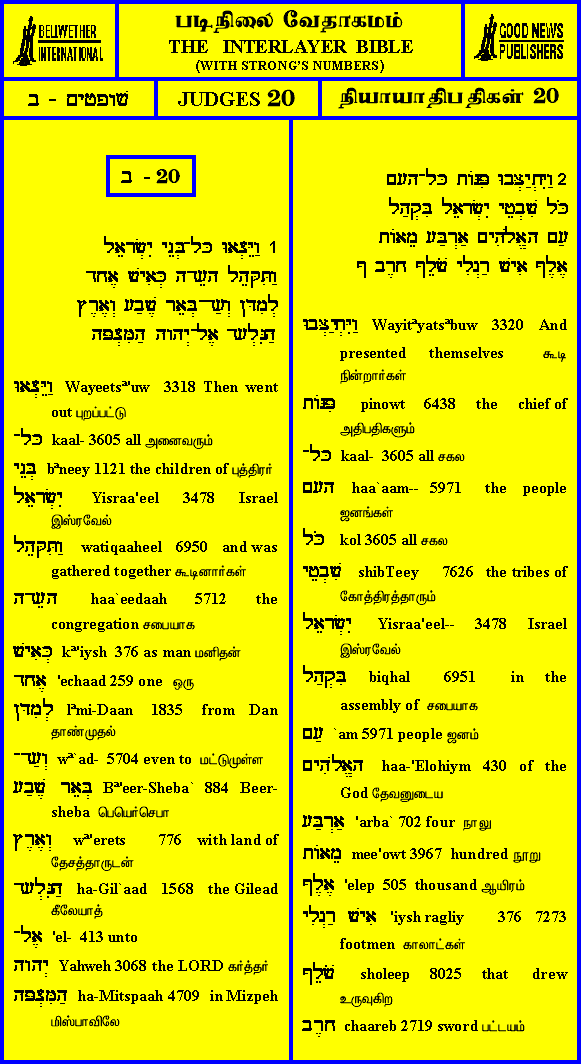 BELLWETHER
INTERNATIONAL
படிநிலை வேதாகமம்
THE INTERLAYER BIBLE
(WITH STRONG'S NUMBERS)
GOOD NEWS
PUBLISHERS
שופטים - ב
JUDGES 20
நியாயாதிபதிகள் 20
ב - 20
1 וַיֵּצְאוּ כָּל־בְּנֵי יִשְׂרָאֵל
וַתִּקָּהֵל הָעֵדָה כְּאִישׁ אֶחָד
לְמִדָּן וְעַד־בְּאֵר שֶׁבַע וְאֶרֶץ
הַגִּלְעָד אֶל־יְהוָה הַמִּצְפָּה
וַיֵּצְאוּ Wayeetsª'uw 3318 Then went
out புறப்பட்டு
כָּל־ kaal- 3605 all அனைவரும்
בְּנֵי bªneey 1121 the children of புத்திரர்
יִשְׂרָאֵל Yisraa'eel 3478 Israel
இஸ்ரவேல்
וַתִּקָּהֵל watiqaaheel 6950 and was
gathered together கூடினார்கள்
הָעֵדָה haa`eedaah 5712 the
congregation சபையாக
כְּאִישׁ kª'iysh 376 as man மனிதன்
אֶחָד 'echaad 259 one ஒரு
לְמִדָּן lªmi-Daan 1835 from Dan
தாண்முதல்
וְעַד־ wª`ad- 5704 even to மட்டுமுள்ள
בְּאֵר שֶׁבַע Bª'eer-Sheba` 884 Beer-
sheba பெயெர்செபா
וְאֶרֶץ wª'erets 776 with land of
தேசத்தாருடன்
הַגִּלְעָד ha-Gil`aad 1568 the Gilead
கீலேயாத்
אֶל־ 'el- 413 unto
יְהוָה Yahweh 3068 the LORD கர்த்தர்
הַמִּצְפָּה ha-Mitspaah 4709 in Mizpeh
மிஸ்பாவிலே
2 וַיִּתְיַצְּבוּ פִּנּוֹת כָּל־הָעָם
כֹּל שִׁבְטֵי יִשְׂרָאֵל בִּקְהַל
עַם הָאֱלֹהִים אַרְבַּע מֵאוֹת
אֶלֶף אִישׁ רַגְלִי שֹׁלֵף חָרֶב ף
וַיִּתְיַצְּבוּ Wayitªyatsªbuw 3320 And
presented themselves கூடி
நின்றார்கள்
פִּנּוֹת pinowt 6438 the chief of
அதிபதிகளும்
כָּל־ kaal- 3605 all சகல
הָעָם haa`aam-- 5971 the people
ஜனங்கள்
כֹּל kol 3605 all சகல
שִׁבְטֵי shibTeey 7626 the tribes of
கோத்திரத்தாரும்
יִשְׂרָאֵל Yisraa'eel-- 3478 Israel
இஸ்ரவேல்
בִּקְהַל biqhal 6951 in the
assembly of சபையாக
עַם `am 5971 people ஜனம்
הָאֱלֹהִים haa-'Elohiym 430 of the
God தேவனுடைய
אַרְבַּע 'arba` 702 four நாலு
מֵאוֹת mee'owt 3967 hundred நூறு
אֶלֶף 'elep 505 thousand ஆயிரம்
אִישׁ רַגְלִי 'iysh ragliy 376 7273
footmen காலாட்கள்
שֹׁלֵף sholeep 8025 that drew
உருவுகிற
חָרֶב chaareb 2719 sword பட்டயம்